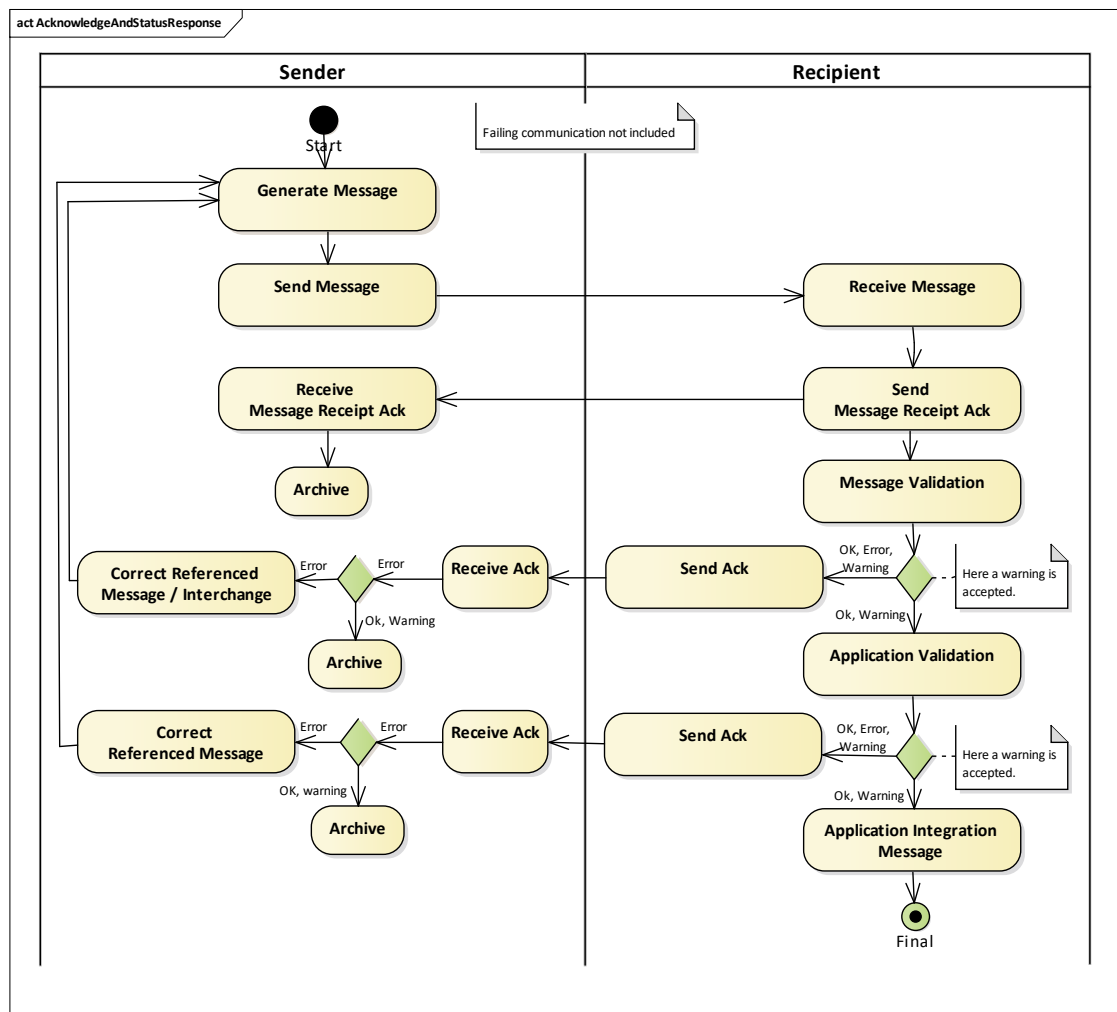 act AcknowledgeAndStatusResponse
Sender
Recipient
Failing communication not included
Start
Generate Message
Send Message
Receive Message
Receive
Message Receipt Ack
Send
Message Receipt Ack
Archive
Message Validation
Correct Referenced
Message / Interchange
Error
Error
Receive Ack
Send Ack
OK, Error,
Warning
Here a warning is
accepted.
Ok, Warning
Ok, Warning
Archive
Application Validation
Correct
Referenced Message
Error
Error
Receive Ack
Send Ack
OK, Error,
Warning
Here a warning is
accepted.
OK, warning
Ok, Warning
Archive
Application Integration
Message
Final